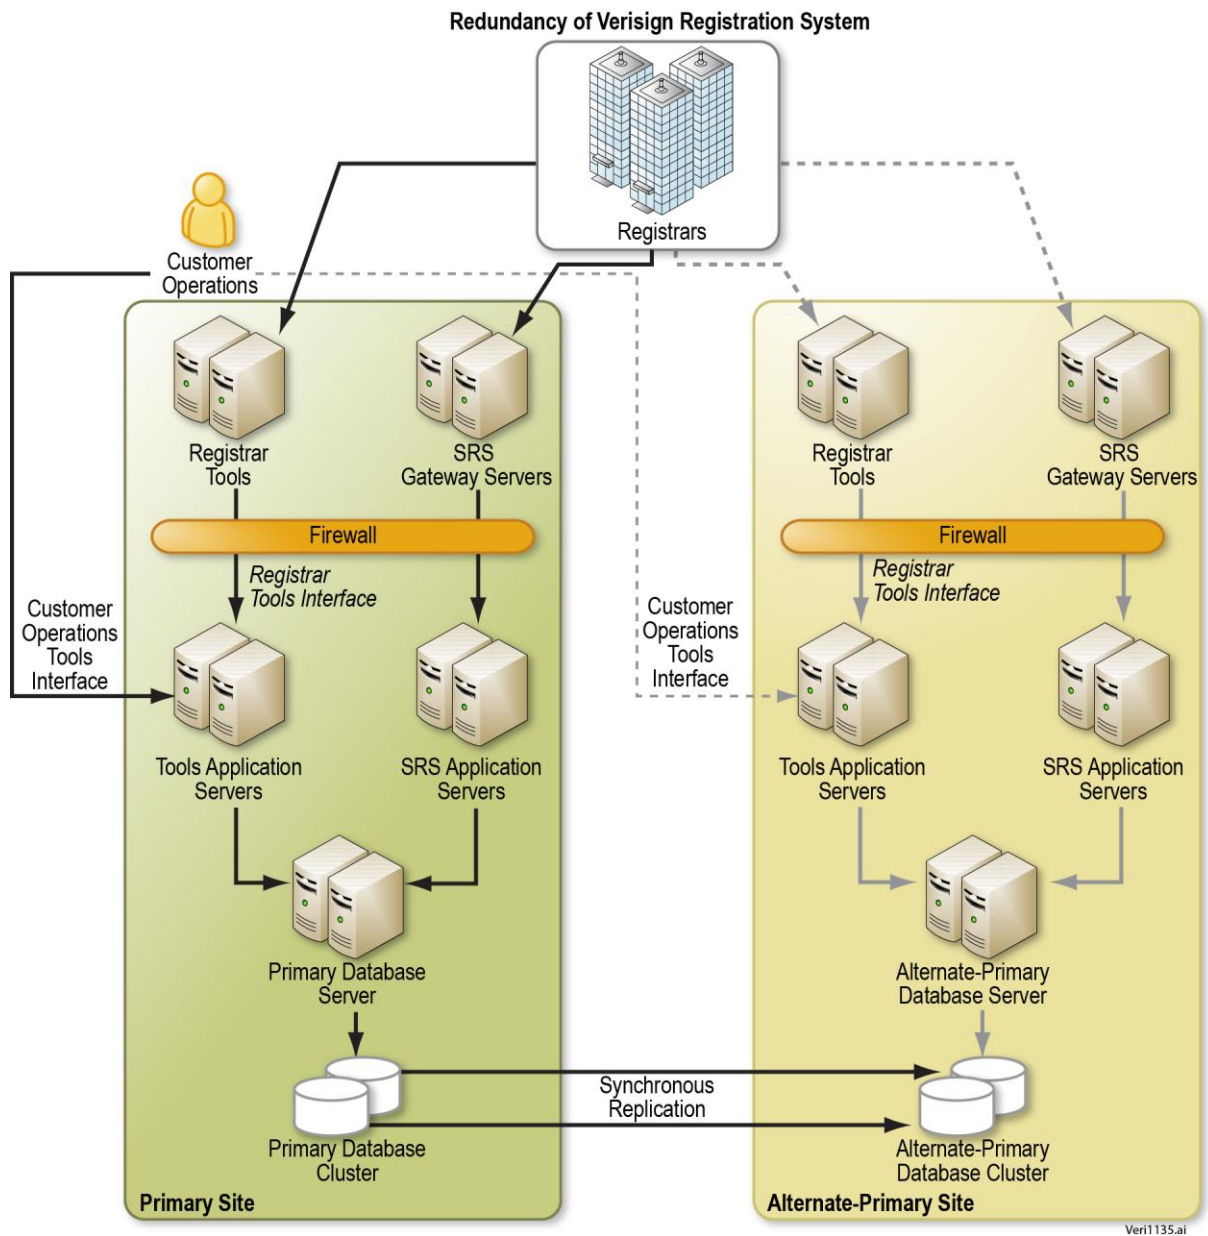 Redundancy of Verisign Registration System
Registrars
Customer
Operations
Registrar
Tools
SRS
Gateway Servers
Firewall
Registrar
Tools Interface
Customer
Operations
Tools
Interface
Tools Application
Servers
SRS Application
Servers
Primary Database
Server
Primary Database
Cluster
Primary Site
Synchronous
Replication
Registrar
Tools
SRS
Gateway Servers
Firewall
Registrar
Tools Interface
Customer
Operations
Tools
Interface
Tools Application
Servers
SRS Application
Servers
Alternate-Primary
Database Server
Alternate-Primary
Database Cluster
Alternate-Primary Site
Veri1135.ai